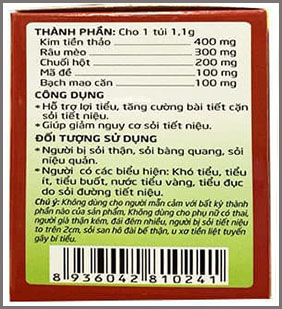 THÀNH PHẦN: Cho 1 túi 1,1g
Kim tiền thảo 400 mg
Râu mèo 300 mg
Chuối hột 200 mg
Mã đề 100 mg
Bạch mao căn 100 mg
CÔNG DỤNG
• Hỗ trợ lợi tiểu, tăng cường bài tiết cặn
sỏi tiết niệu.
• Giúp giảm nguy cơ sỏi tiết niệu.
ĐỐI TƯỢNG SỬ DỤNG
• Người bị sỏi thận, sỏi bàng quang, sỏi
niệu quản.
• Người có các biểu hiện: Khó tiểu, tiểu
ít, tiểu buốt, nước tiểu vàng, tiểu đục
do sỏi đường tiết niệu.
Chú ý: Không dùng cho người mẫn cảm với bất kỳ thành
phần nào của sản phẩm. Không dùng cho phụ nữ có thai,
người già thận kém, đái đêm nhiều, người bị sỏi tiết niệu
to trên 2cm, sỏi san hô đài bể thận, u xơ tiền liệt tuyến
gây bí tiểu.
8 936042 810241